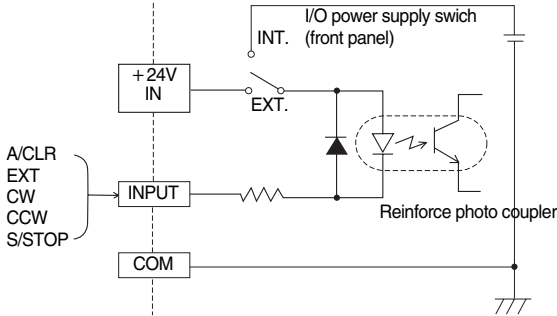 I/O power supply swich
(front panel)
INT.
+24V
IN
EXT.
A/CLR
EXT
CW
CCW
S/STOP
INPUT
Reinforce photo coupler
COM